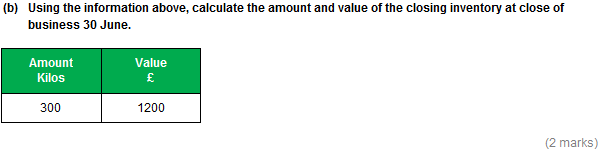 (b) Using the information above, calculate the amount and value of the closing inventory at close of
business 30 June.
Amount Value
Kilos £
300 1200
(2 marks)